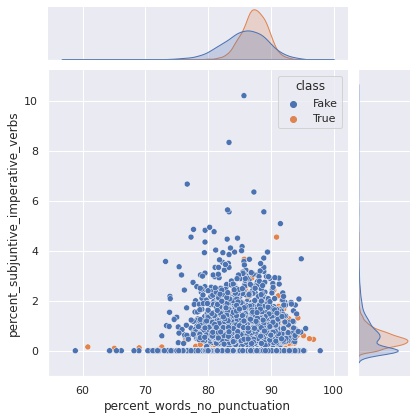 class
Fake
True
percent_subjuntive_imperative_verbs
10
8
6
4
2
0
60 70 80 90 100
percent_words_no_punctuation